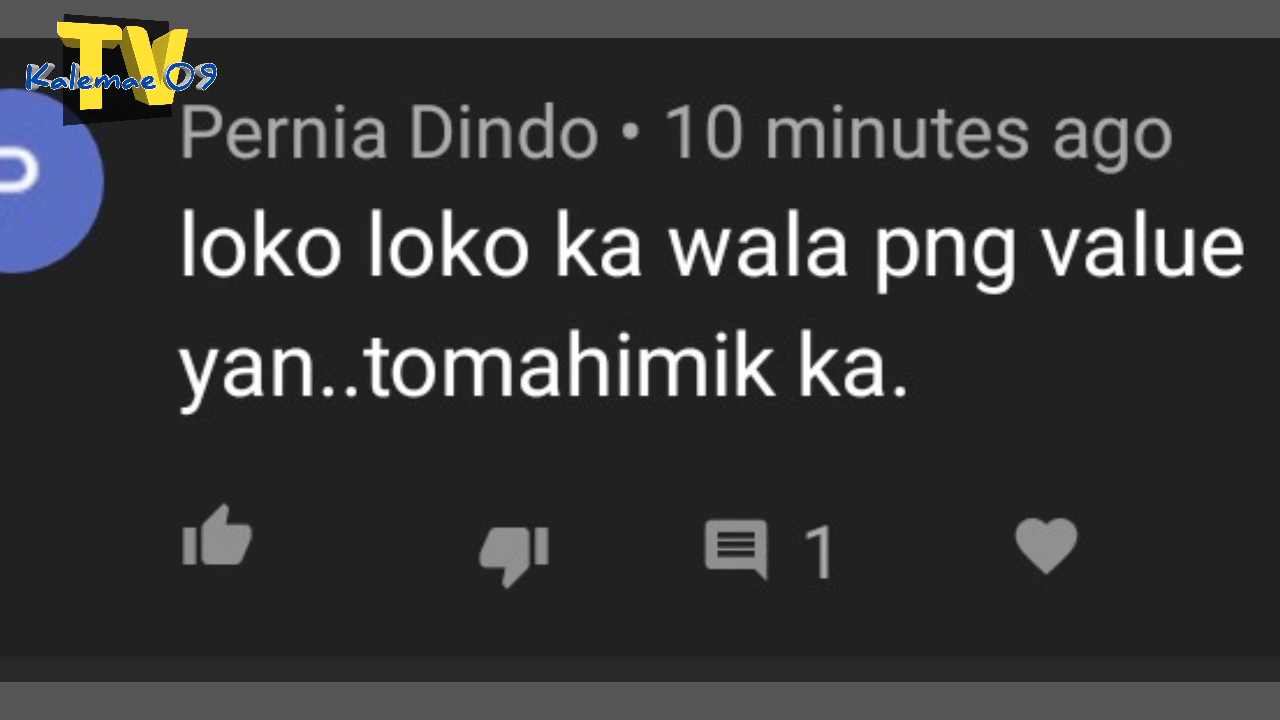 TV
Kalemae 09
Pernia Dindo • 10 minutes ago
loko loko ka wala png value
yan..tomahimik ka.
1